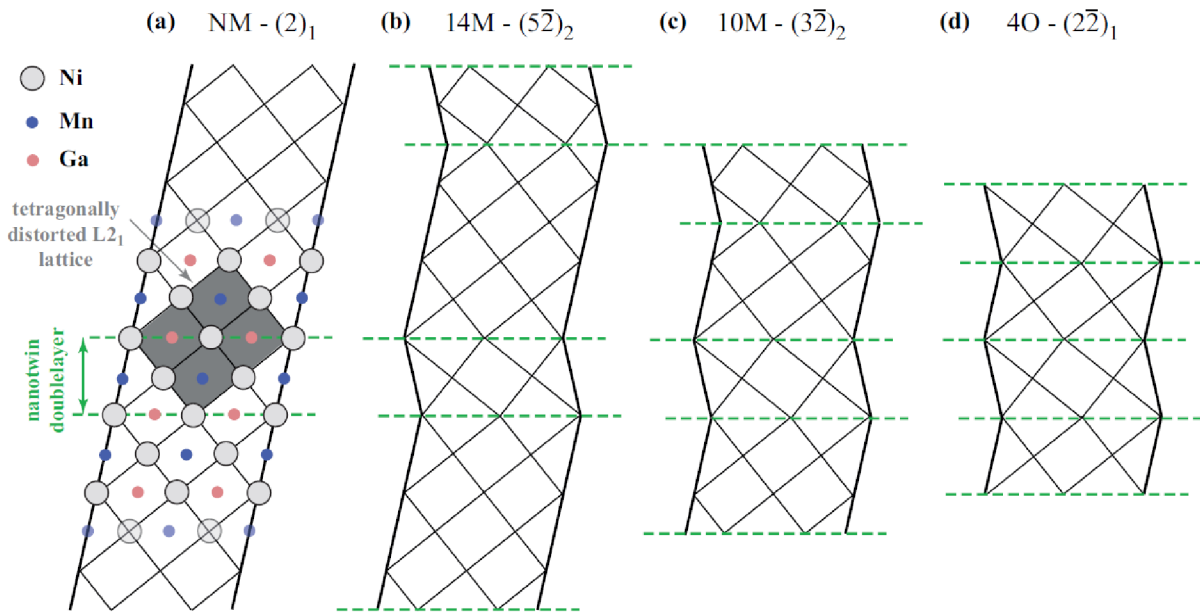 (a) NM - (2)₁
(b) 14M - (52̅)₂
(c) 10M - (32̅)₂
(d) 4O - (22̅)₁
Ni
Mn
Ga
tetragonally
distorted L2₁
lattice
nanotwin
doublelayer